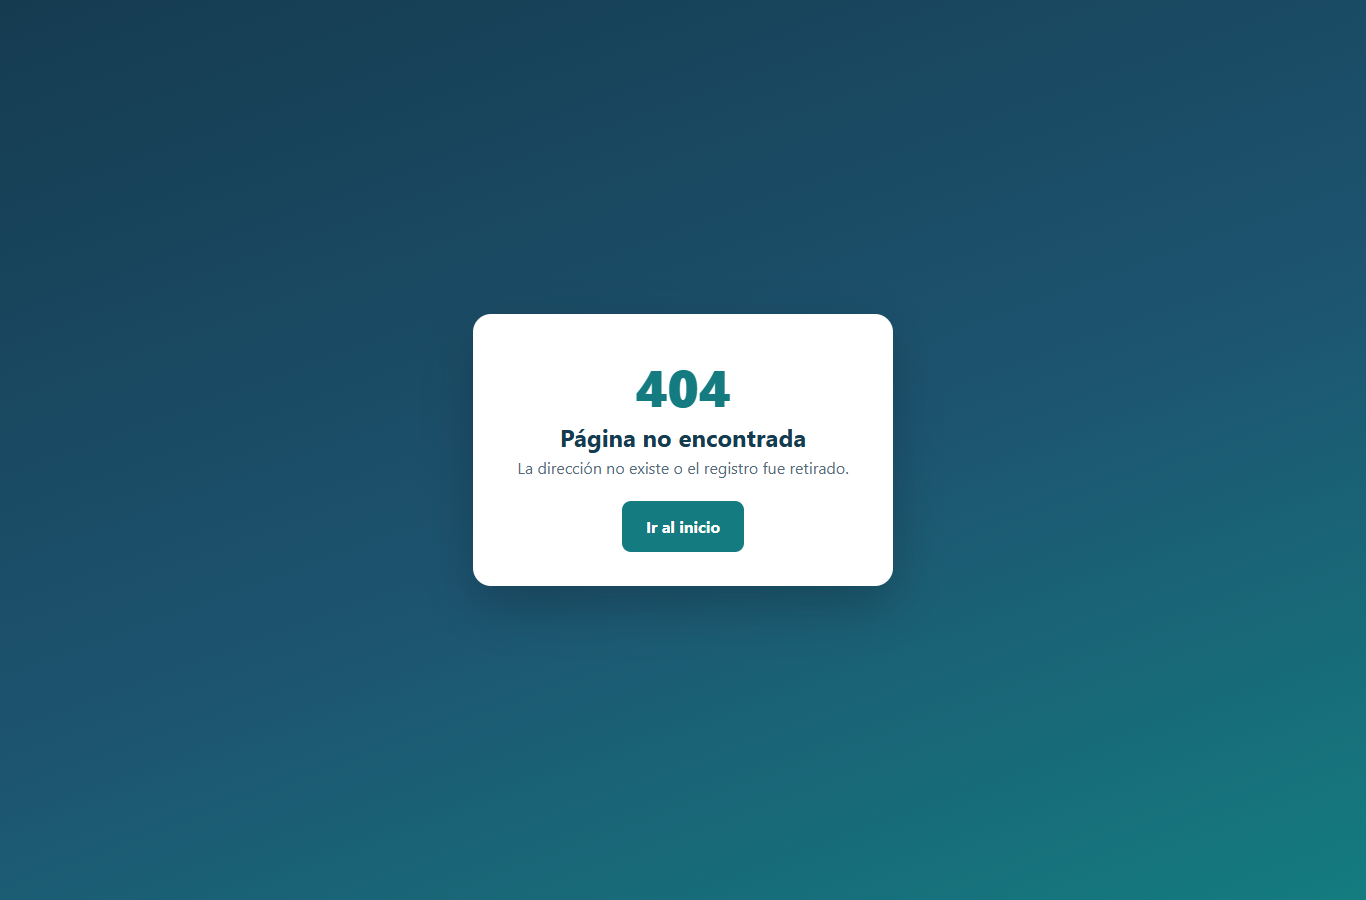 404
Página no encontrada
La dirección no existe o el registro fue retirado.
Ir al inicio